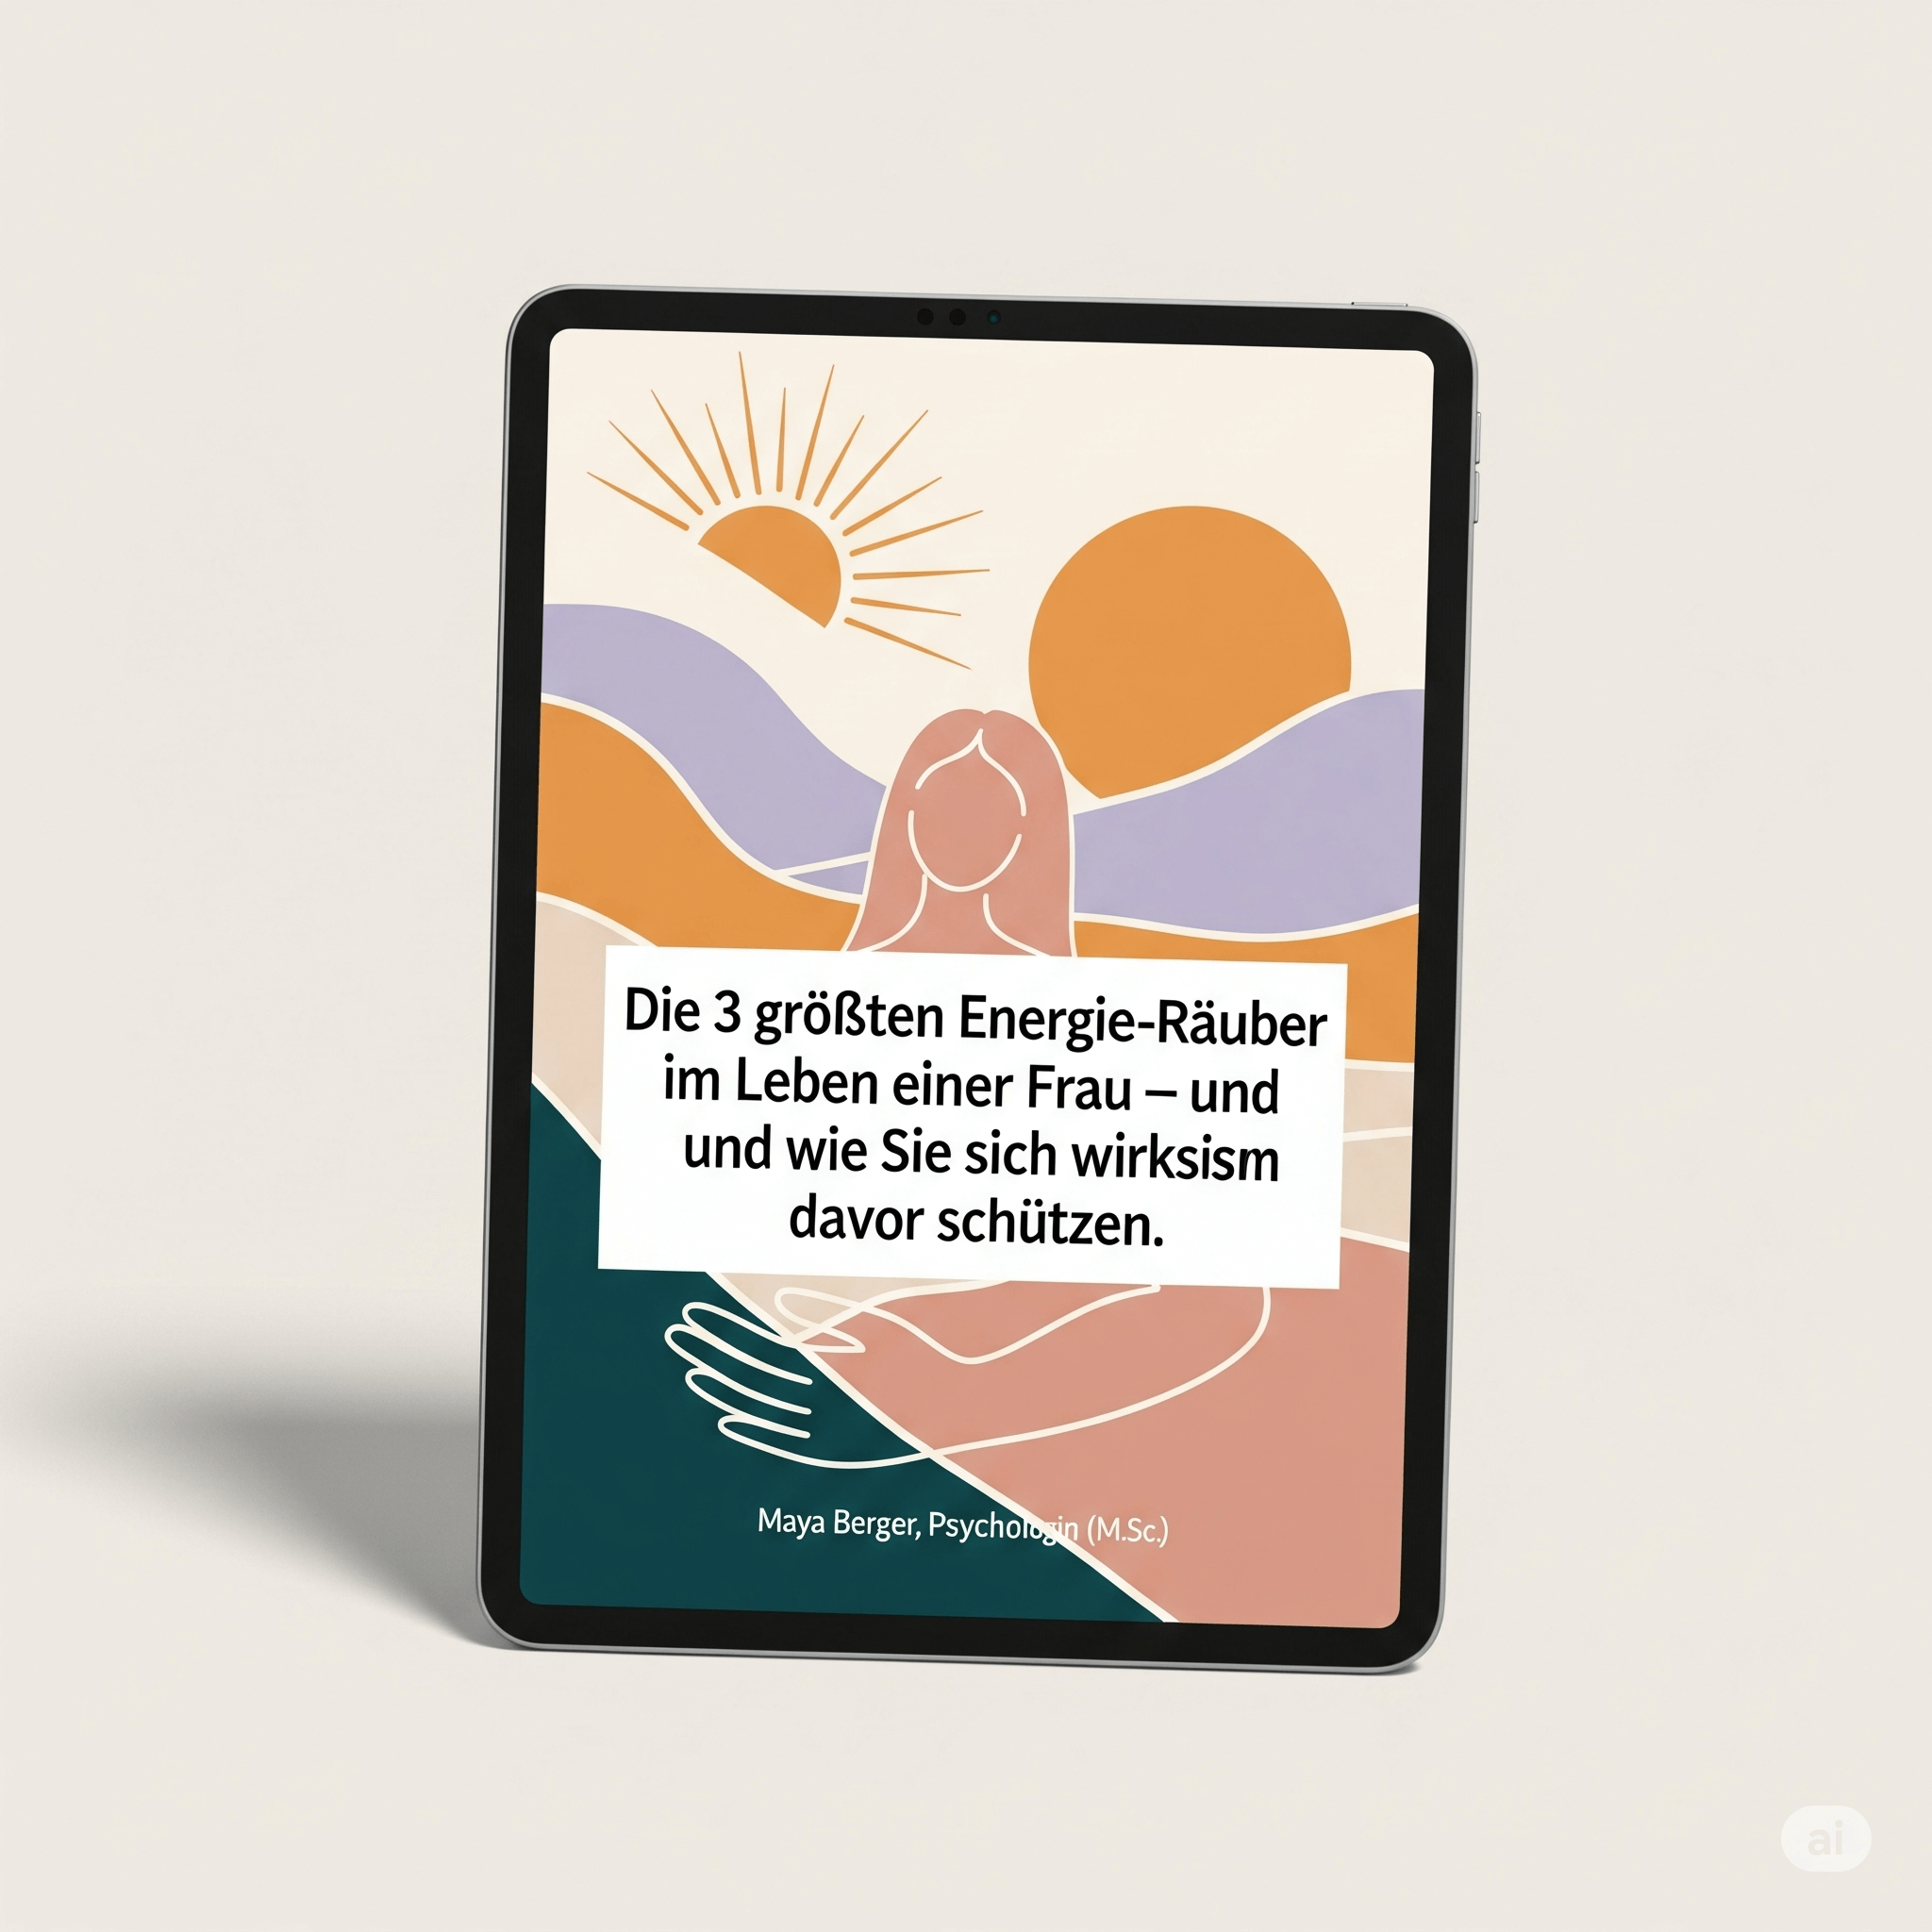 Die 3 größten Energie-Räuber
im Leben einer Frau – und
und wie Sie sich wirksism
davor schützen.
Maya Berger, Psychologin (M.Sc.)
ai